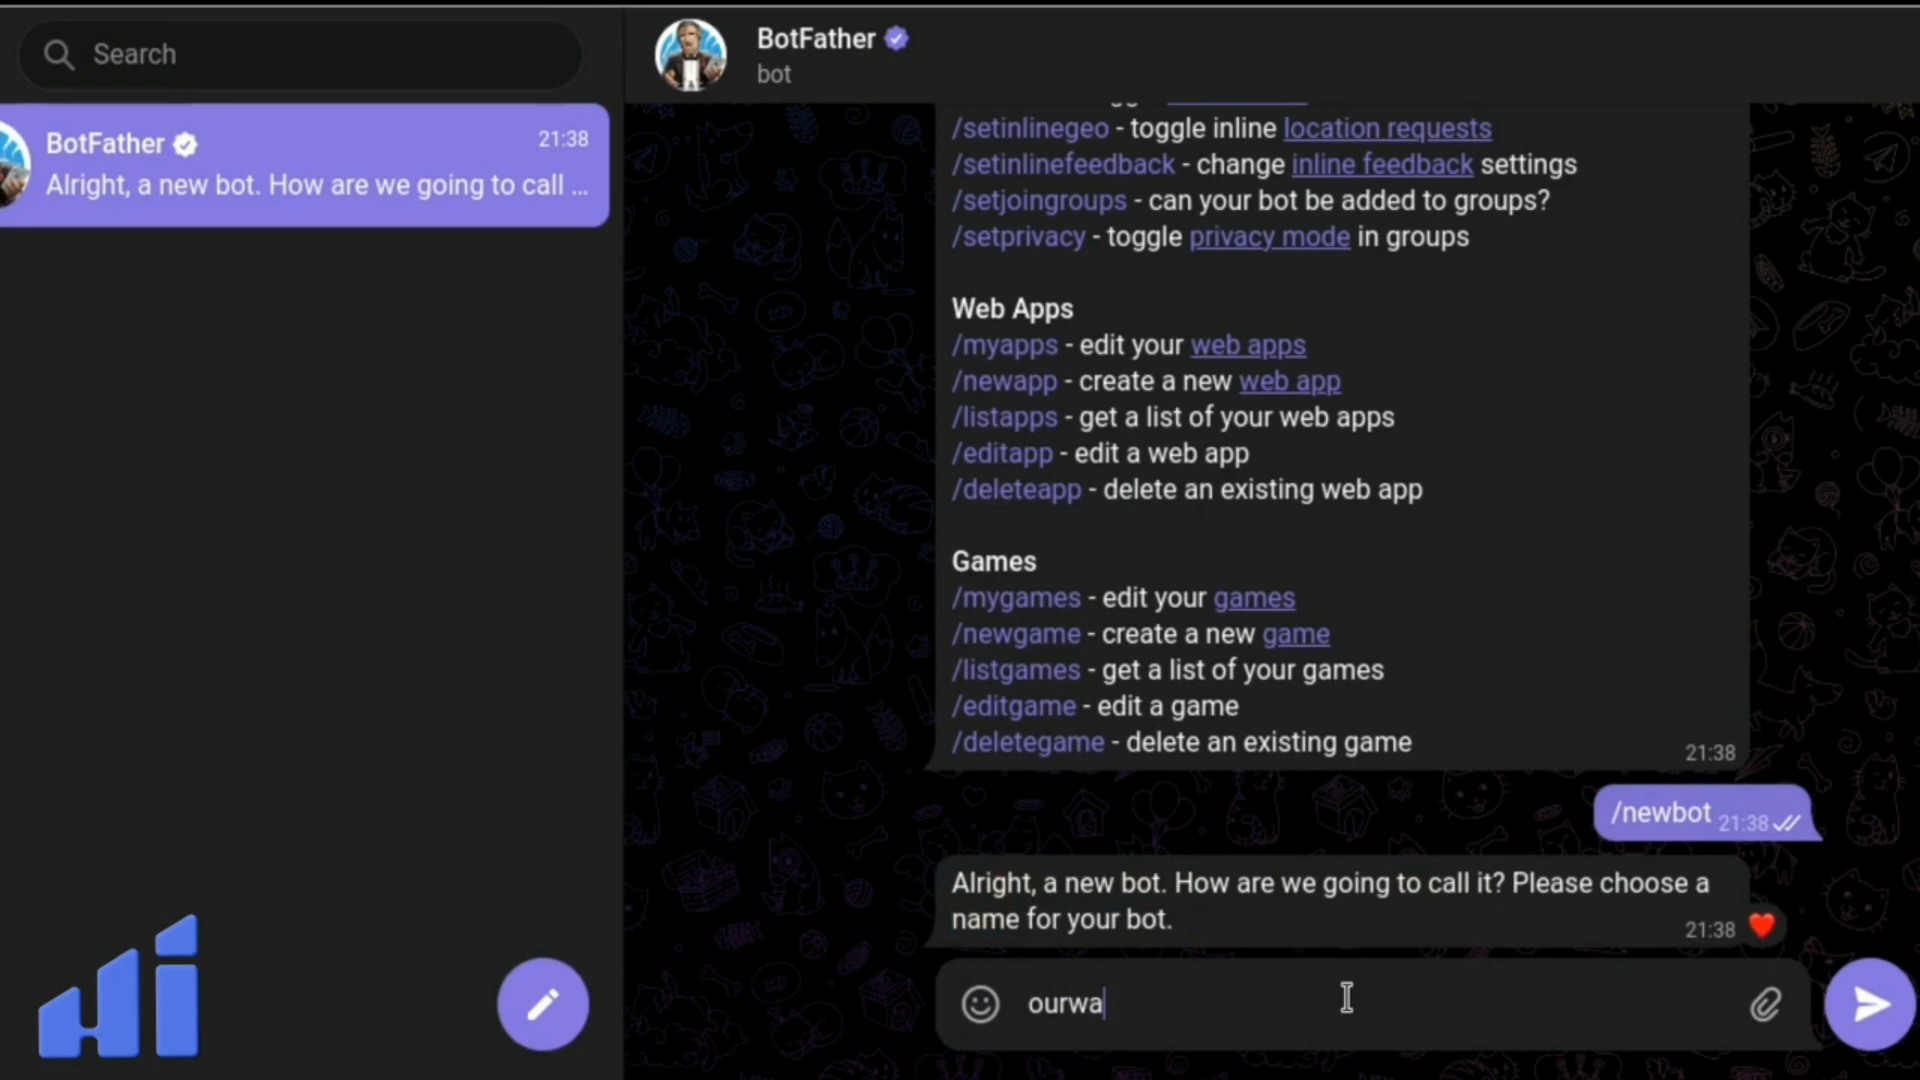 Search
BotFather
21:38
Alright, a new bot. How are we going to call ...
BotFather
bot
/setinlinegeo - toggle inline location requests
/setinlinefeedback - change inline feedback settings
/setjoingroups - can your bot be added to groups?
/setprivacy - toggle privacy mode in groups
Web Apps
/myapps - edit your web apps
/newapp - create a new web app
/listapps - get a list of your web apps
/editapp - edit a web app
/deleteapp - delete an existing web app
Games
/mygames - edit your games
/newgame - create a new game
/listgames - get a list of your games
/editgame - edit a game
/deletegame - delete an existing game
21:38
/newbot 21:38
Alright, a new bot. How are we going to call it? Please choose a
name for your bot.
21:38
ourwa